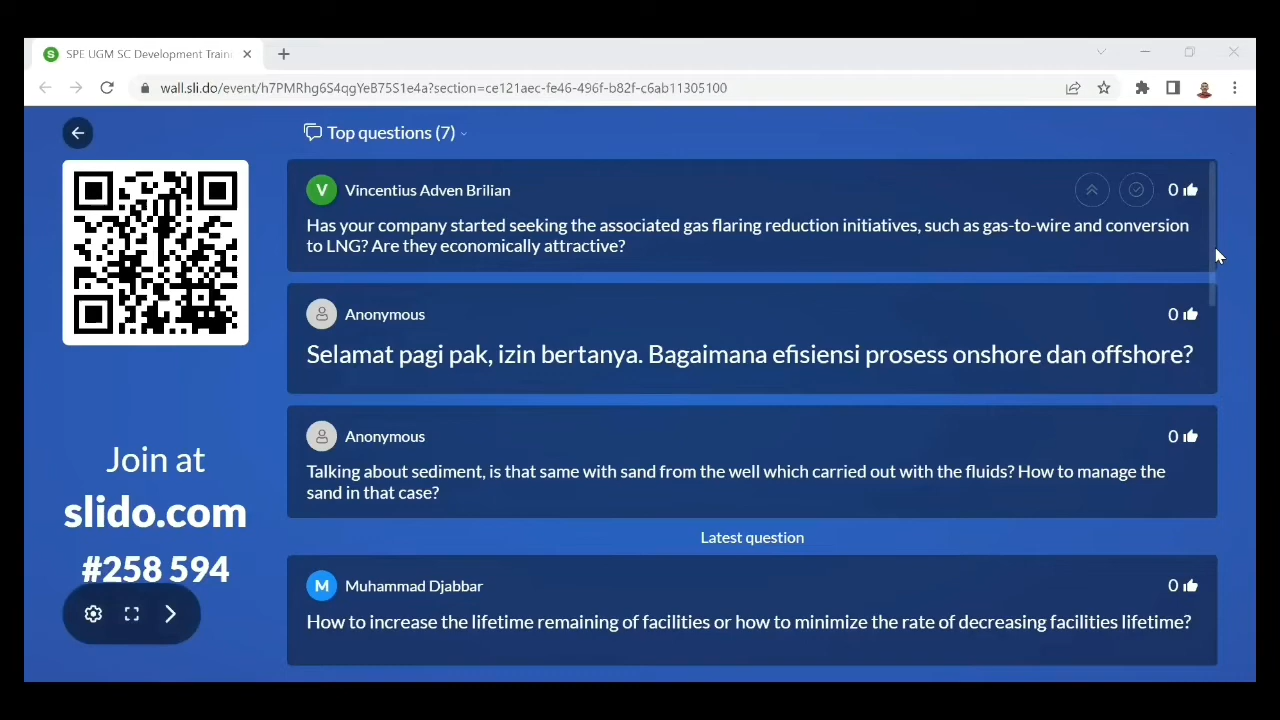 SPE UGM SC Development Traini
wall.sli.do/event/h7PMRhg6S4qgYeB75S1e4a?section=ce121aec-fe46-496f-b82f-c6ab11305100
Top questions (7)
V Vincentius Adven Brilian 0
Has your company started seeking the associated gas flaring reduction initiatives, such as gas-to-wire and conversion
to LNG? Are they economically attractive?
Anonymous 0
Selamat pagi pak, izin bertanya. Bagaimana efisiensi prosess onshore dan offshore?
Anonymous 0
Talking about sediment, is that same with sand from the well which carried out with the fluids? How to manage the
sand in that case?
Latest question
M Muhammad Djabbar 0
How to increase the lifetime remaining of facilities or how to minimize the rate of decreasing facilities lifetime?
Join at
slido.com
#258 594